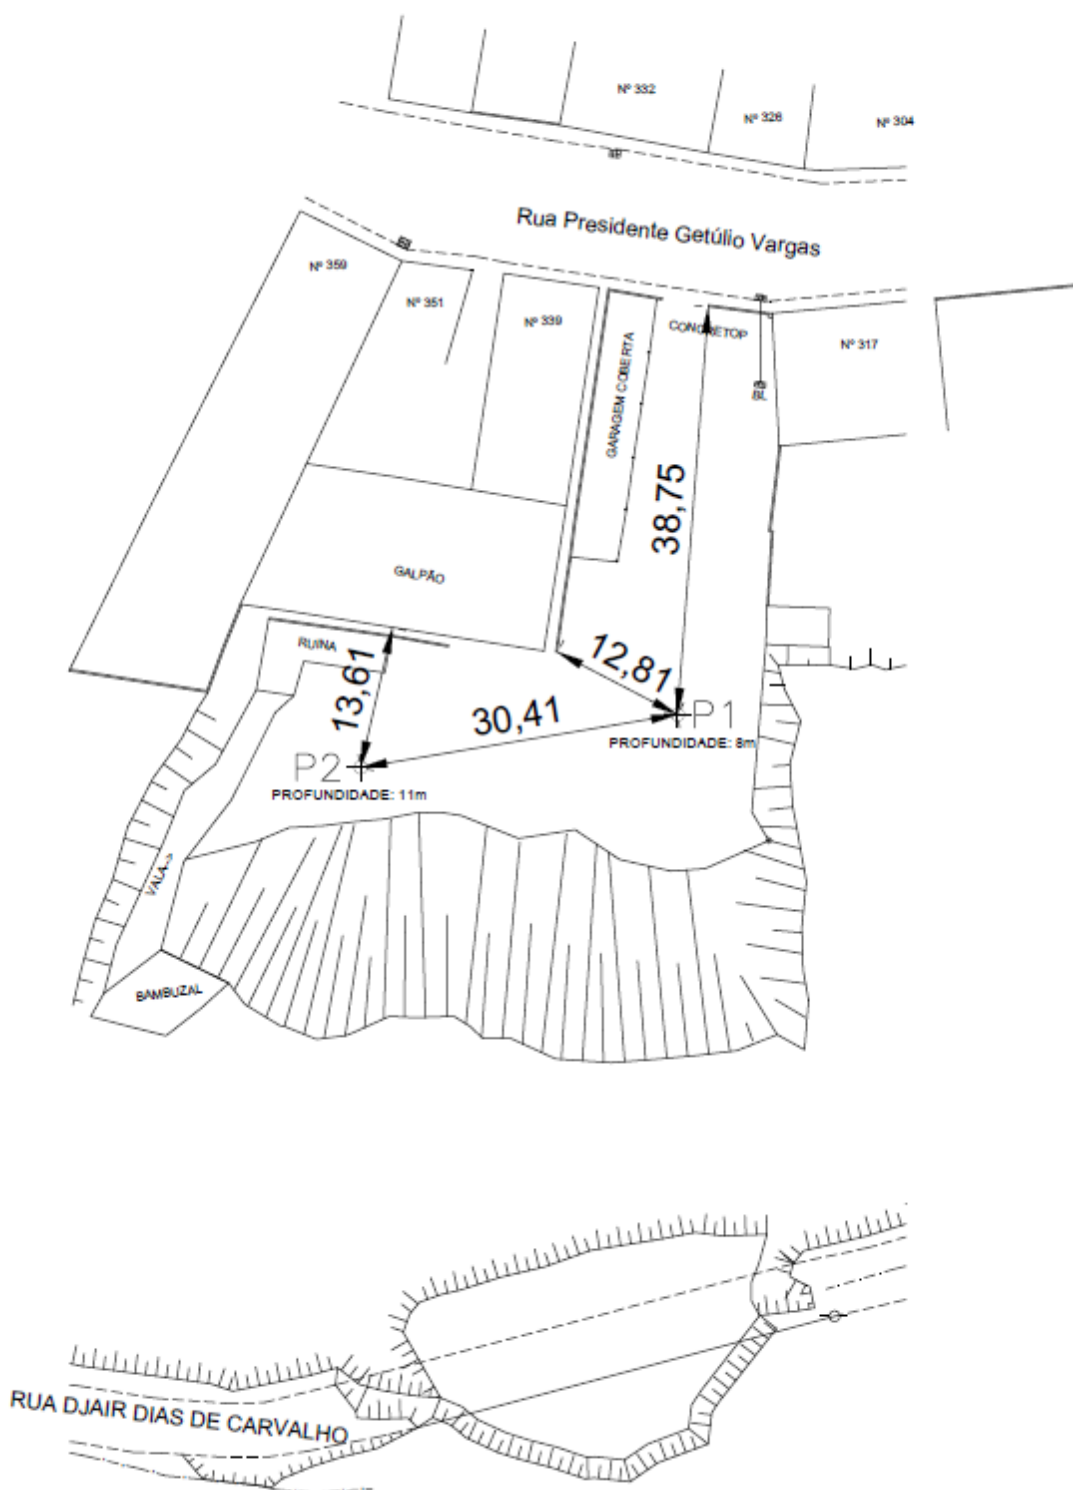 Nº 332
Nº 326
Nº 304
Rua Presidente Getúlio Vargas
Nº 359
Nº 351
Nº 339
CONCRETOP
Nº 317
GARAGEM COBERTA
BL
38,75
GALPÃO
RUINA
12,81
13,61
30,41
P1
PROFUNDIDADE: 8m
P2
PROFUNDIDADE: 11m
VALA-->
BAMBUZAL
RUA DJAIR DIAS DE CARVALHO